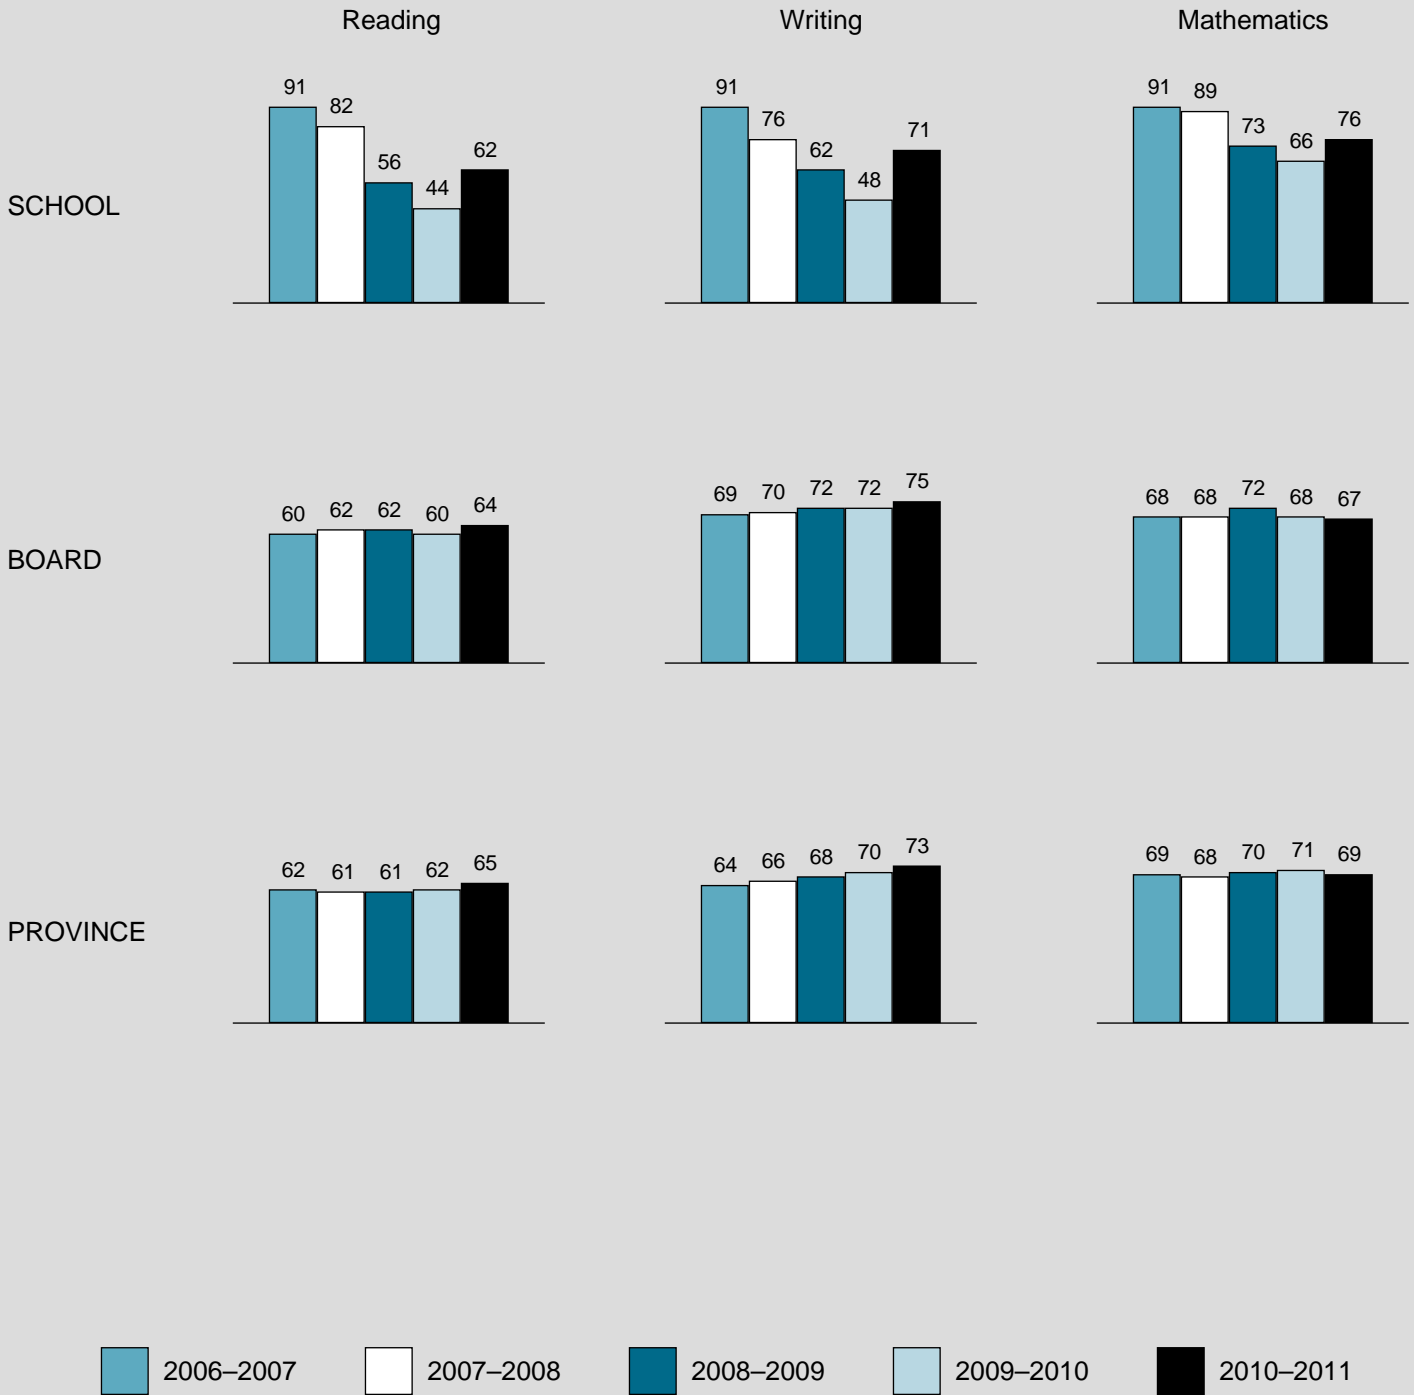 Reading Writing Mathematics
SCHOOL
91 82 56 44 62
91 76 62 48 71
91 89 73 66 76
BOARD
60 62 62 60 64
69 70 72 72 75
68 68 72 68 67
PROVINCE
62 61 61 62 65
64 66 68 70 73
69 68 70 71 69
2006–2007 2007–2008 2008–2009 2009–2010 2010–2011